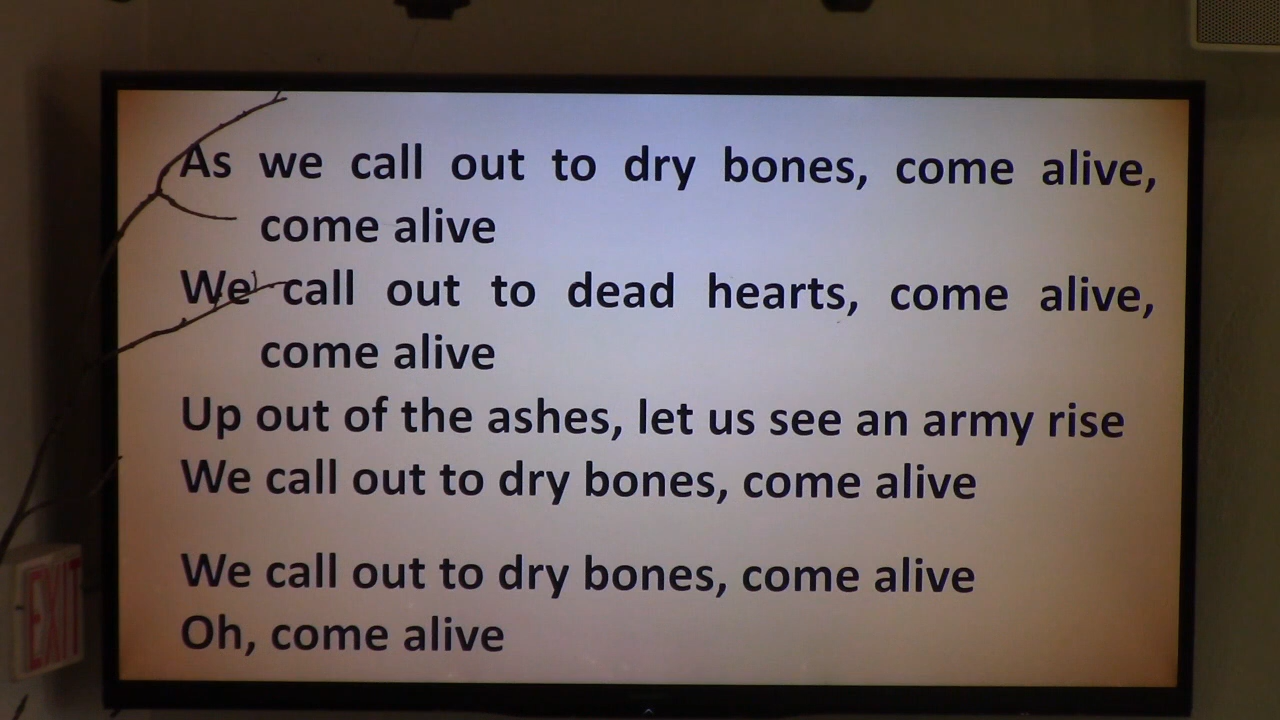 As we call out to dry bones, come alive,
come alive
We call out to dead hearts, come alive,
come alive
Up out of the ashes, let us see an army rise
We call out to dry bones, come alive
We call out to dry bones, come alive
Oh, come alive
EXIT